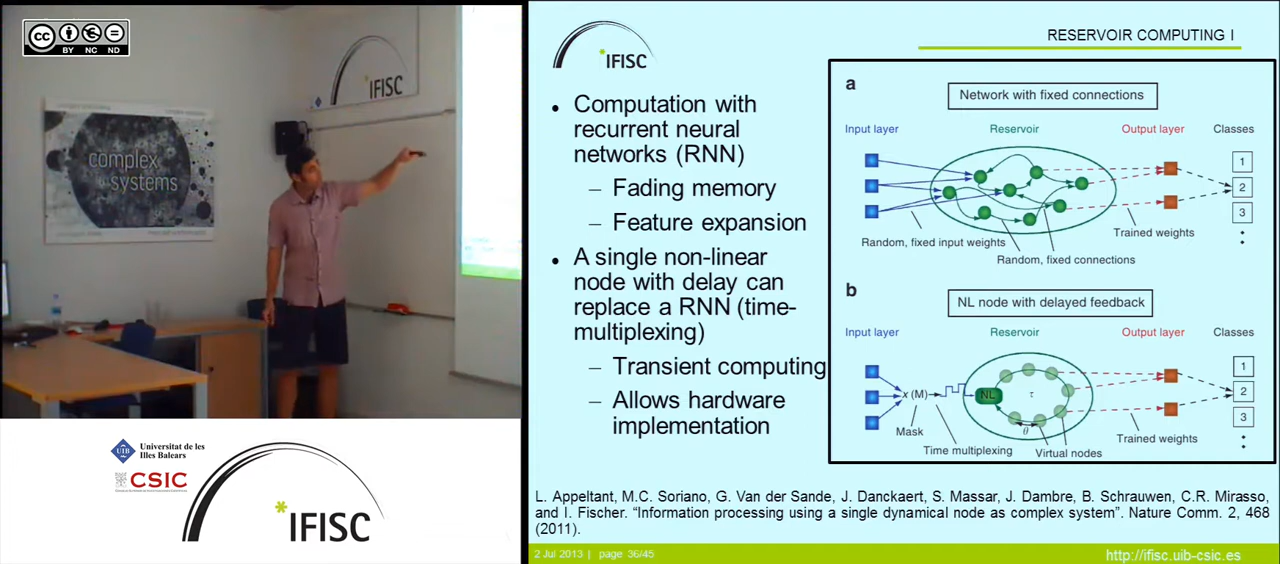 cc
BY NC ND
IFISC
complex
systems
Universitat de les
Illes Balears
UIB
CSIC
IFISC
IFISC
RESERVOIR COMPUTING I
• Computation with
recurrent neural
networks (RNN)
– Fading memory
– Feature expansion
• A single non-linear
node with delay can
replace a RNN (time-
multiplexing)
– Transient computing
– Allows hardware
implementation
a
Network with fixed connections
Input layer Reservoir Output layer Classes
1
2
3
Random, fixed input weights
Trained weights
Random, fixed connections
b
NL node with delayed feedback
Input layer Reservoir Output layer Classes
1
2
3
x (M)
NL
τ
θ
Mask
Time multiplexing
Virtual nodes
Trained weights
L. Appeltant, M.C. Soriano, G. Van der Sande, J. Danckaert, S. Massar, J. Dambre, B. Schrauwen, C.R. Mirasso,
and I. Fischer. “Information processing using a single dynamical node as complex system”. Nature Comm. 2, 468
(2011).
2 Jul 2013 | page 36/45
http://ifisc.uib-csic.es